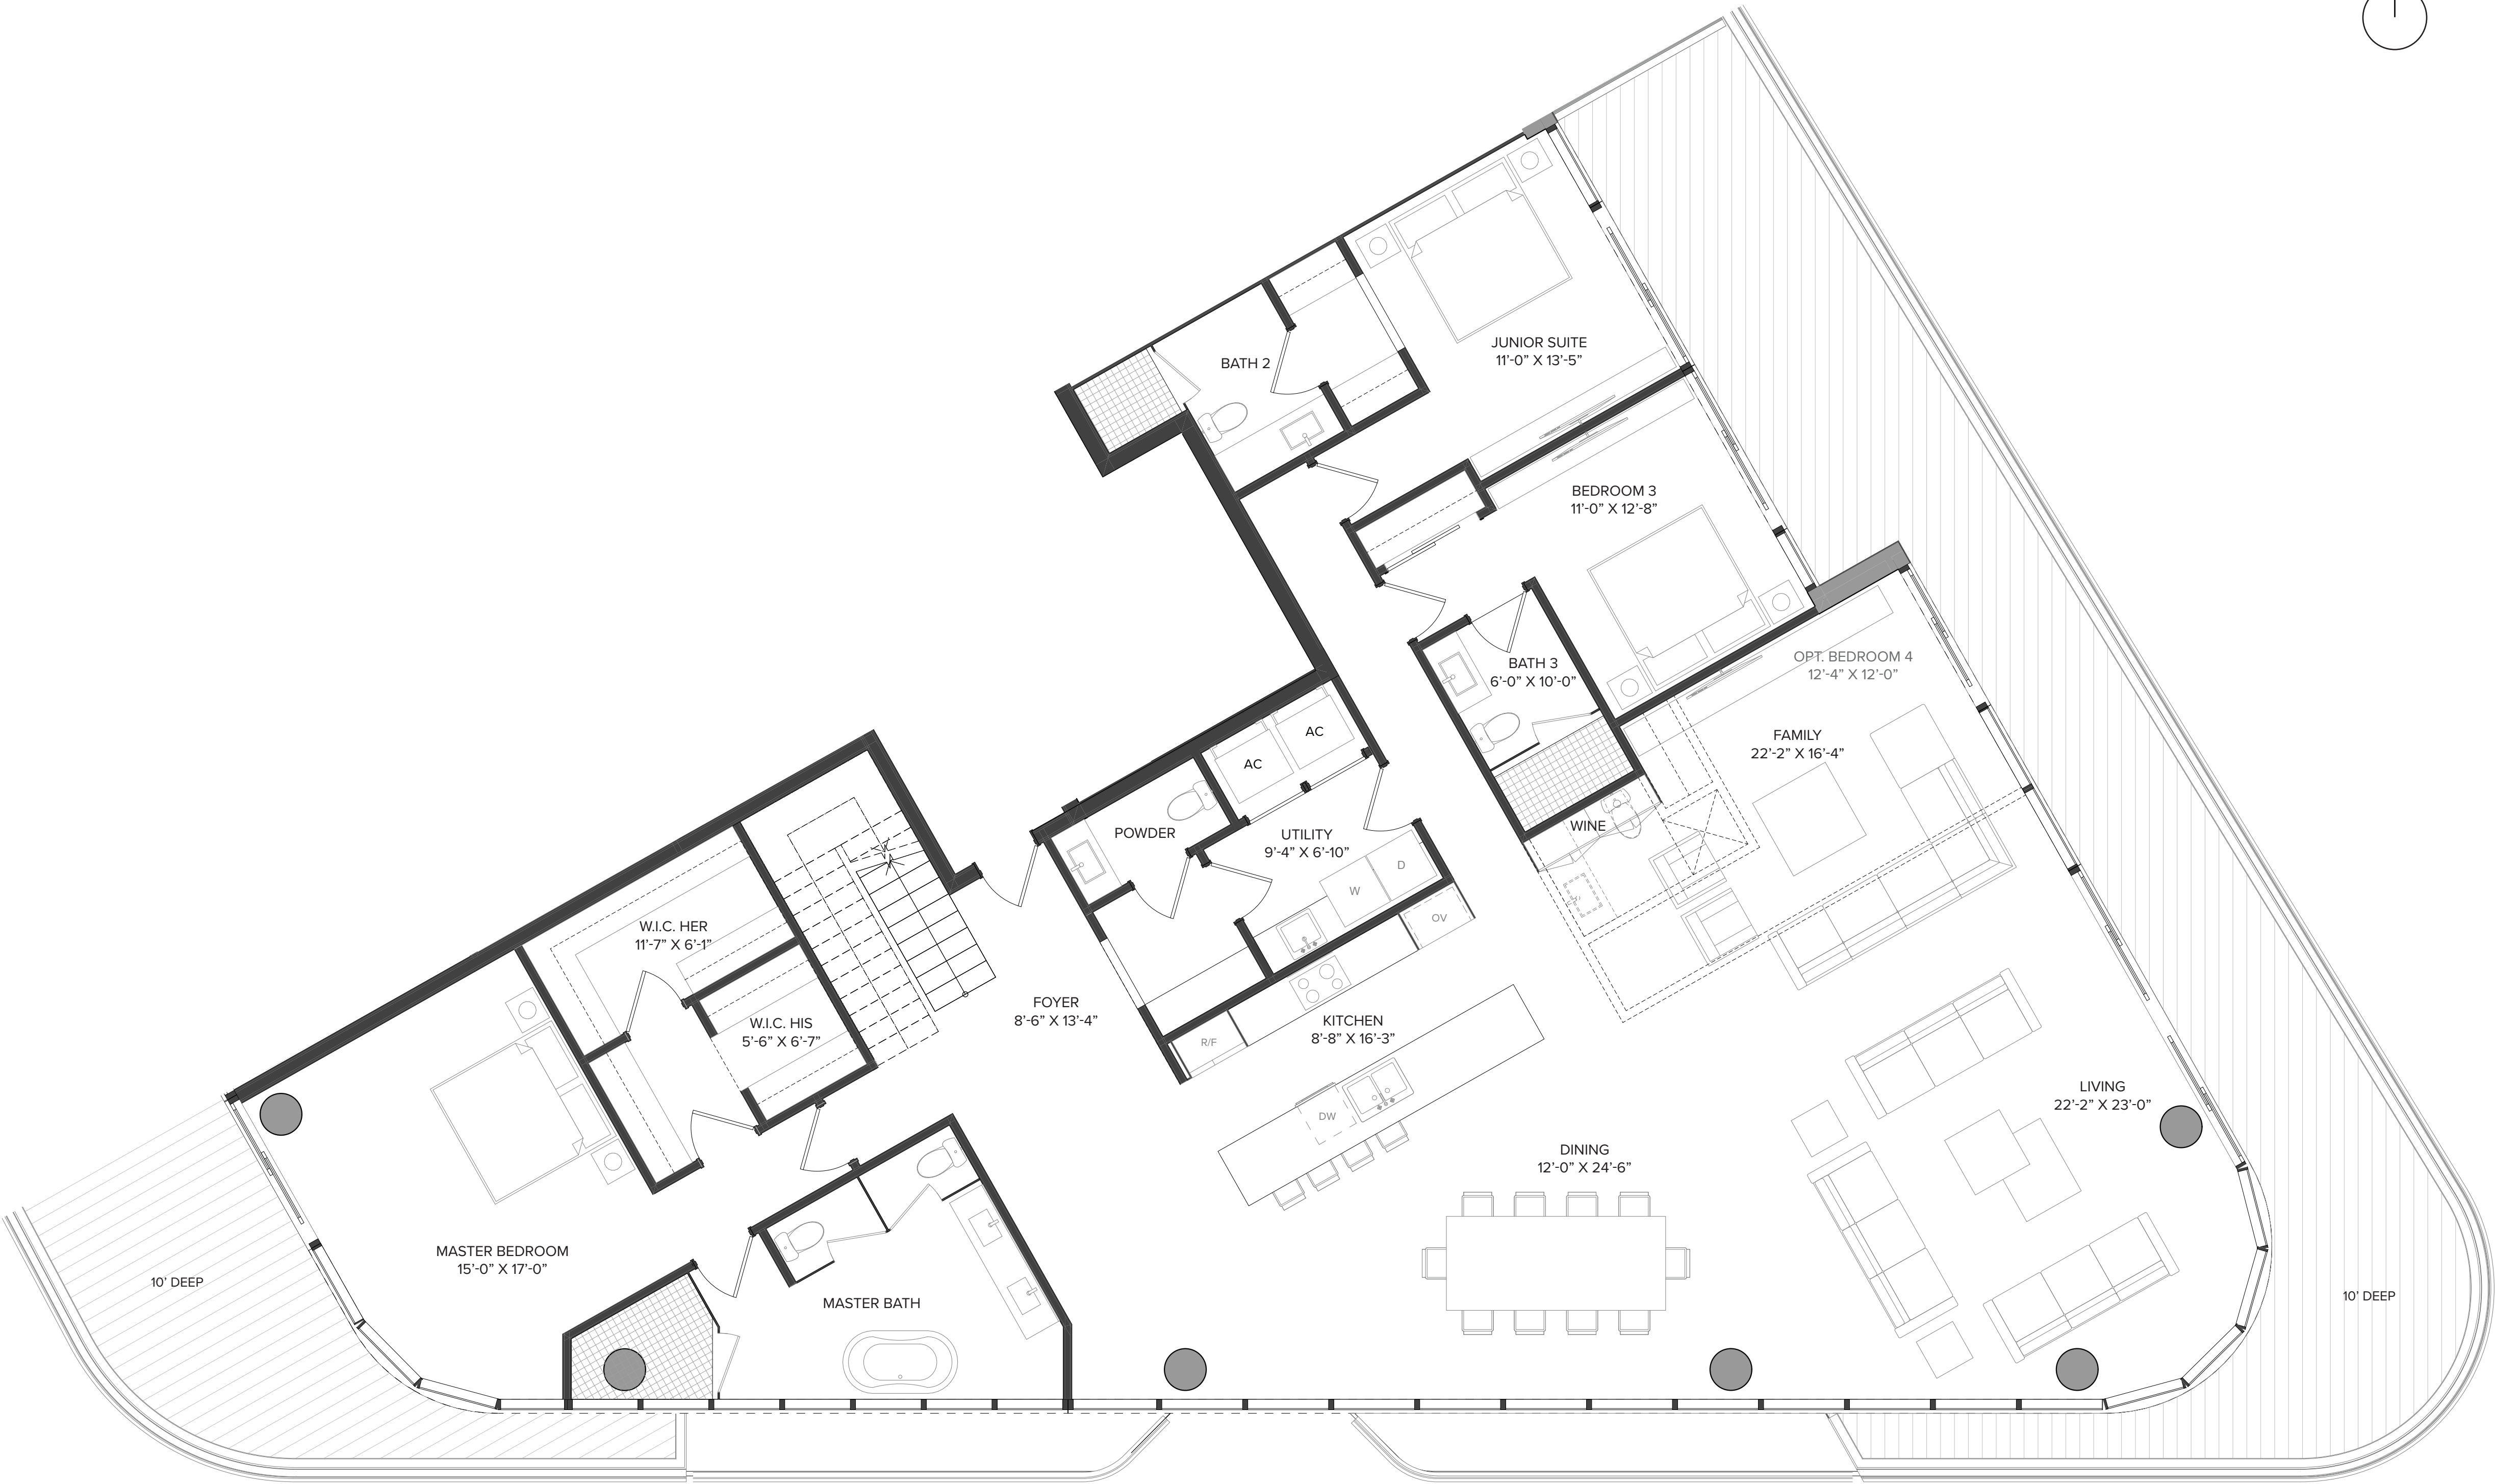 JUNIOR SUITE
11'-0" X 13'-5"
BATH 2
BEDROOM 3
11'-0" X 12'-8"
BATH 3
6'-0" X 10'-0"
OPT. BEDROOM 4
12'-4" X 12'-0"
FAMILY
22'-2" X 16'-4"
AC
AC
POWDER
UTILITY
9'-4" X 6'-10"
WINE
W
D
OV
W.I.C. HER
11'-7" X 6'-1"
W.I.C. HIS
5'-6" X 6'-7"
FOYER
8'-6" X 13'-4"
R/F
KITCHEN
8'-8" X 16'-3"
DW
LIVING
22'-2" X 23'-0"
DINING
12'-0" X 24'-6"
MASTER BEDROOM
15'-0" X 17'-0"
10' DEEP
MASTER BATH
10' DEEP